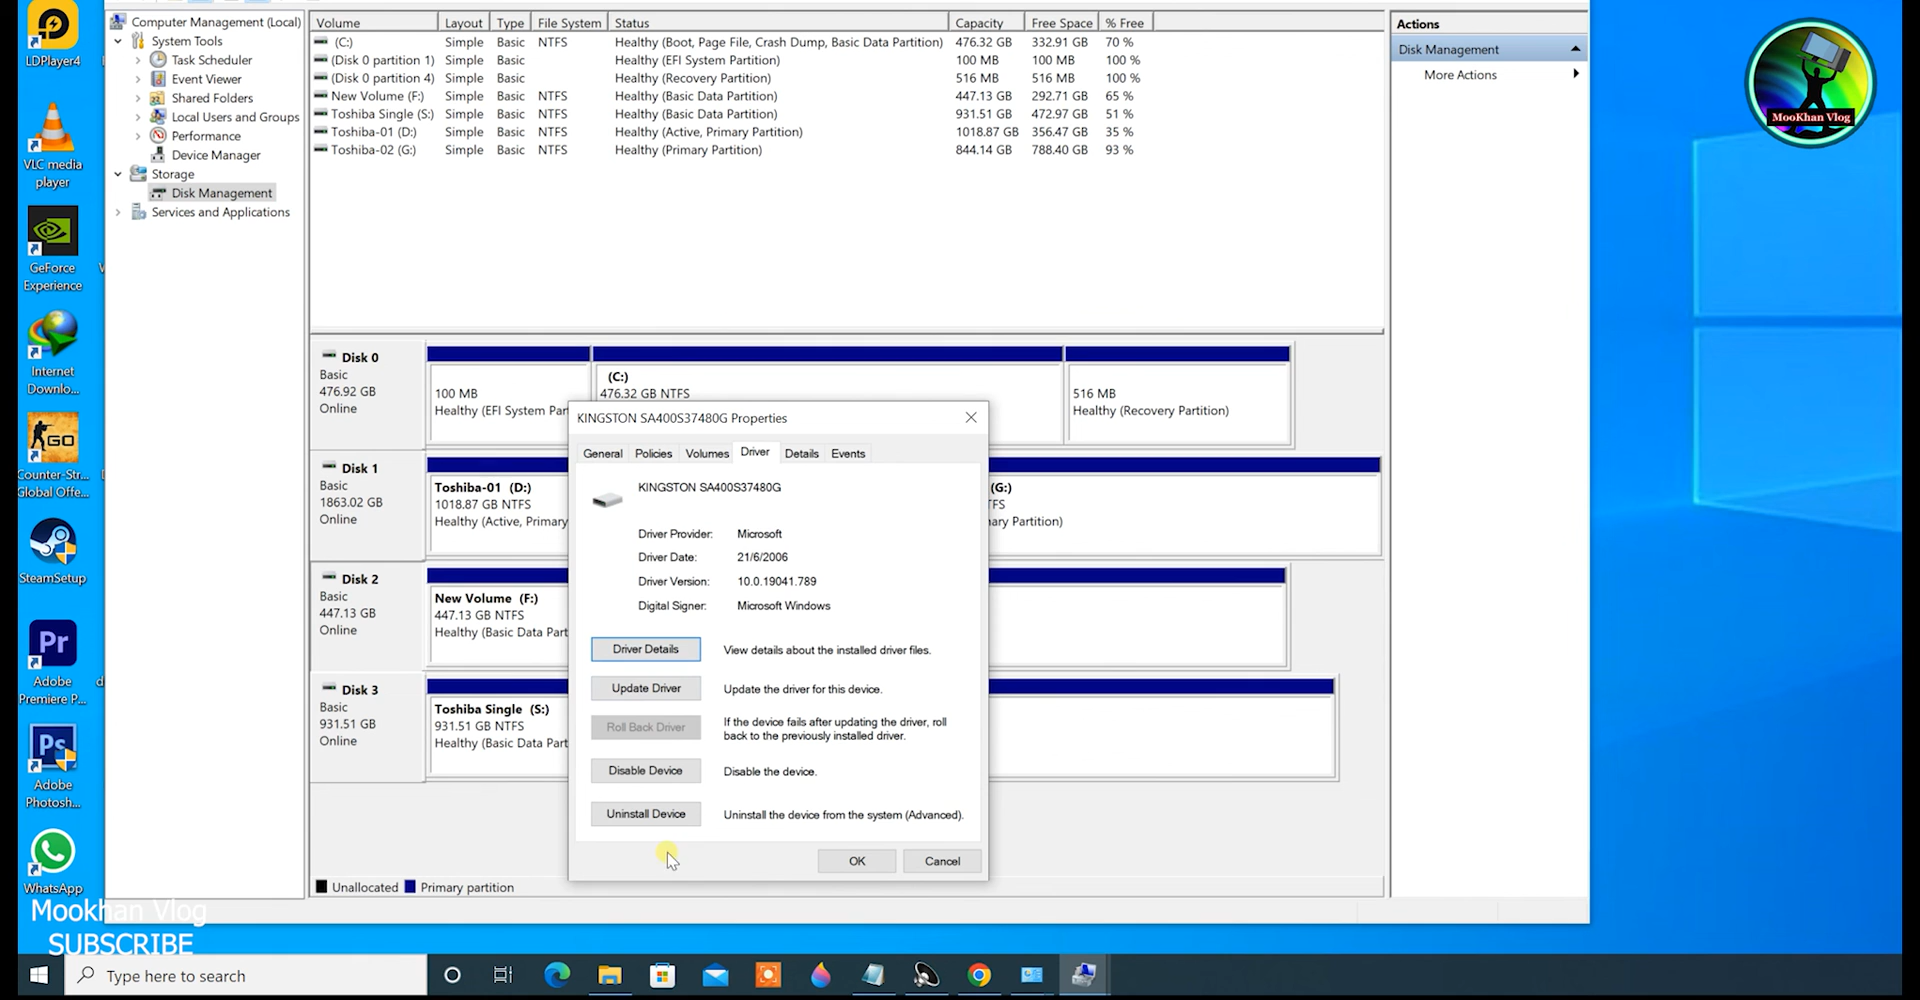 LDPlayer4
VLC media
player
GeForce
Experience
Internet
Downlo...
GO
Counter-Str...
Global Offe...
SteamSetup
Pr
Adobe
Premiere P...
Ps
Adobe
Photosh...
WhatsApp
Mookhan Vlog
SUBSCRIBE
Computer Management (Local)
System Tools
Task Scheduler
Event Viewer
Shared Folders
Local Users and Groups
Performance
Device Manager
Storage
Disk Management
Services and Applications
Volume Layout Type File System Status Capacity Free Space % Free
(C:) Simple Basic NTFS Healthy (Boot, Page File, Crash Dump, Basic Data Partition) 476.32 GB 332.91 GB 70 %
(Disk 0 partition 1) Simple Basic Healthy (EFI System Partition) 100 MB 100 MB 100 %
(Disk 0 partition 4) Simple Basic Healthy (Recovery Partition) 516 MB 516 MB 100 %
New Volume (F:) Simple Basic NTFS Healthy (Basic Data Partition) 447.13 GB 292.71 GB 65 %
Toshiba Single (S:) Simple Basic NTFS Healthy (Basic Data Partition) 931.51 GB 472.97 GB 51 %
Toshiba-01 (D:) Simple Basic NTFS Healthy (Active, Primary Partition) 1018.87 GB 356.47 GB 35 %
Toshiba-02 (G:) Simple Basic NTFS Healthy (Primary Partition) 844.14 GB 788.40 GB 93 %
Disk 0
Basic
476.92 GB
Online
100 MB
Healthy (EFI System Par
(C:)
476.32 GB NTFS
516 MB
Healthy (Recovery Partition)
Disk 1
Basic
1863.02 GB
Online
Toshiba-01 (D:)
1018.87 GB NTFS
Healthy (Active, Primary
(G:)
TFS
ary Partition)
Disk 2
Basic
447.13 GB
Online
New Volume (F:)
447.13 GB NTFS
Healthy (Basic Data Part
Disk 3
Basic
931.51 GB
Online
Toshiba Single (S:)
931.51 GB NTFS
Healthy (Basic Data Part
Unallocated Primary partition
KINGSTON SA400S37480G Properties
General Policies Volumes Driver Details Events
KINGSTON SA400S37480G
Driver Provider: Microsoft
Driver Date: 21/6/2006
Driver Version: 10.0.19041.789
Digital Signer: Microsoft Windows
Driver Details View details about the installed driver files.
Update Driver Update the driver for this device.
Roll Back Driver If the device fails after updating the driver, roll
back to the previously installed driver.
Disable Device Disable the device.
Uninstall Device Uninstall the device from the system (Advanced).
OK Cancel
Actions
Disk Management
More Actions
MooKhan Vlog
Type here to search